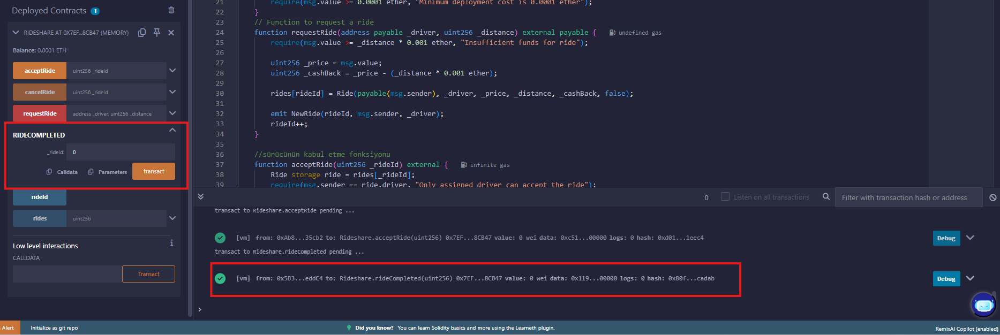 Deployed Contracts 1
RIDESHARE AT 0X7EF...8CB47 (MEMORY)
Balance: 0.0001 ETH
acceptRide uint256 _rideId
cancelRide uint256 _rideId
requestRide address _driver, uint256 _distance
RIDECOMPLETED
_rideId: 0
Calldata Parameters transact
rideId
rides uint256
Low level interactions i
CALLDATA
Transact
21 require(msg.value >= 0.0001 ether, "Minimum deployment cost is 0.0001 ether");
22 }
23 // Function to request a ride
24 function requestRide(address payable _driver, uint256 _distance) external payable { undefined gas
25 require(msg.value >= _distance * 0.001 ether, "Insufficient funds for ride");
26
27 uint256 _price = msg.value;
28 uint256 _cashBack = _price - (_distance * 0.001 ether);
29
30 rides[rideId] = Ride(payable(msg.sender), _driver, _price, _distance, _cashBack, false);
31
32 emit NewRide(rideId, msg.sender, _driver);
33 rideId++;
34 }
35
36 //sürücünün kabul etme fonksiyonu
37 function acceptRide(uint256 _rideId) external { infinite gas
38 Ride storage ride = rides[_rideId];
39 require(msg.sender == ride.driver, "Only assigned driver can accept the ride");
0 Listen on all transactions Filter with transaction hash or address
transact to Rideshare.acceptRide pending ...
[vm] from: 0xAb8...35cb2 to: Rideshare.acceptRide(uint256) 0x7EF...8CB47 value: 0 wei data: 0xc51...00000 logs: 0 hash: 0xd01...1eec4 Debug
transact to Rideshare.rideCompleted pending ...
[vm] from: 0x5B3...eddC4 to: Rideshare.rideCompleted(uint256) 0x7EF...8CB47 value: 0 wei data: 0x119...00000 logs: 0 hash: 0x80f...cadab Debug
>
Alert Initialize as git repo Did you know? You can learn Solidity basics and more using the Learneth plugin. RemixAI Copilot (enabled)